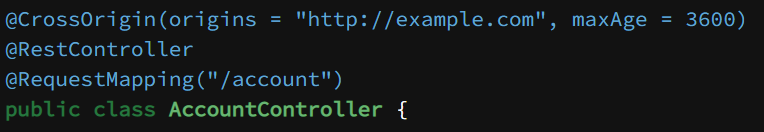 @CrossOrigin(origins = "http://example.com", maxAge = 3600)
@RestController
@RequestMapping("/account")
public class AccountController {